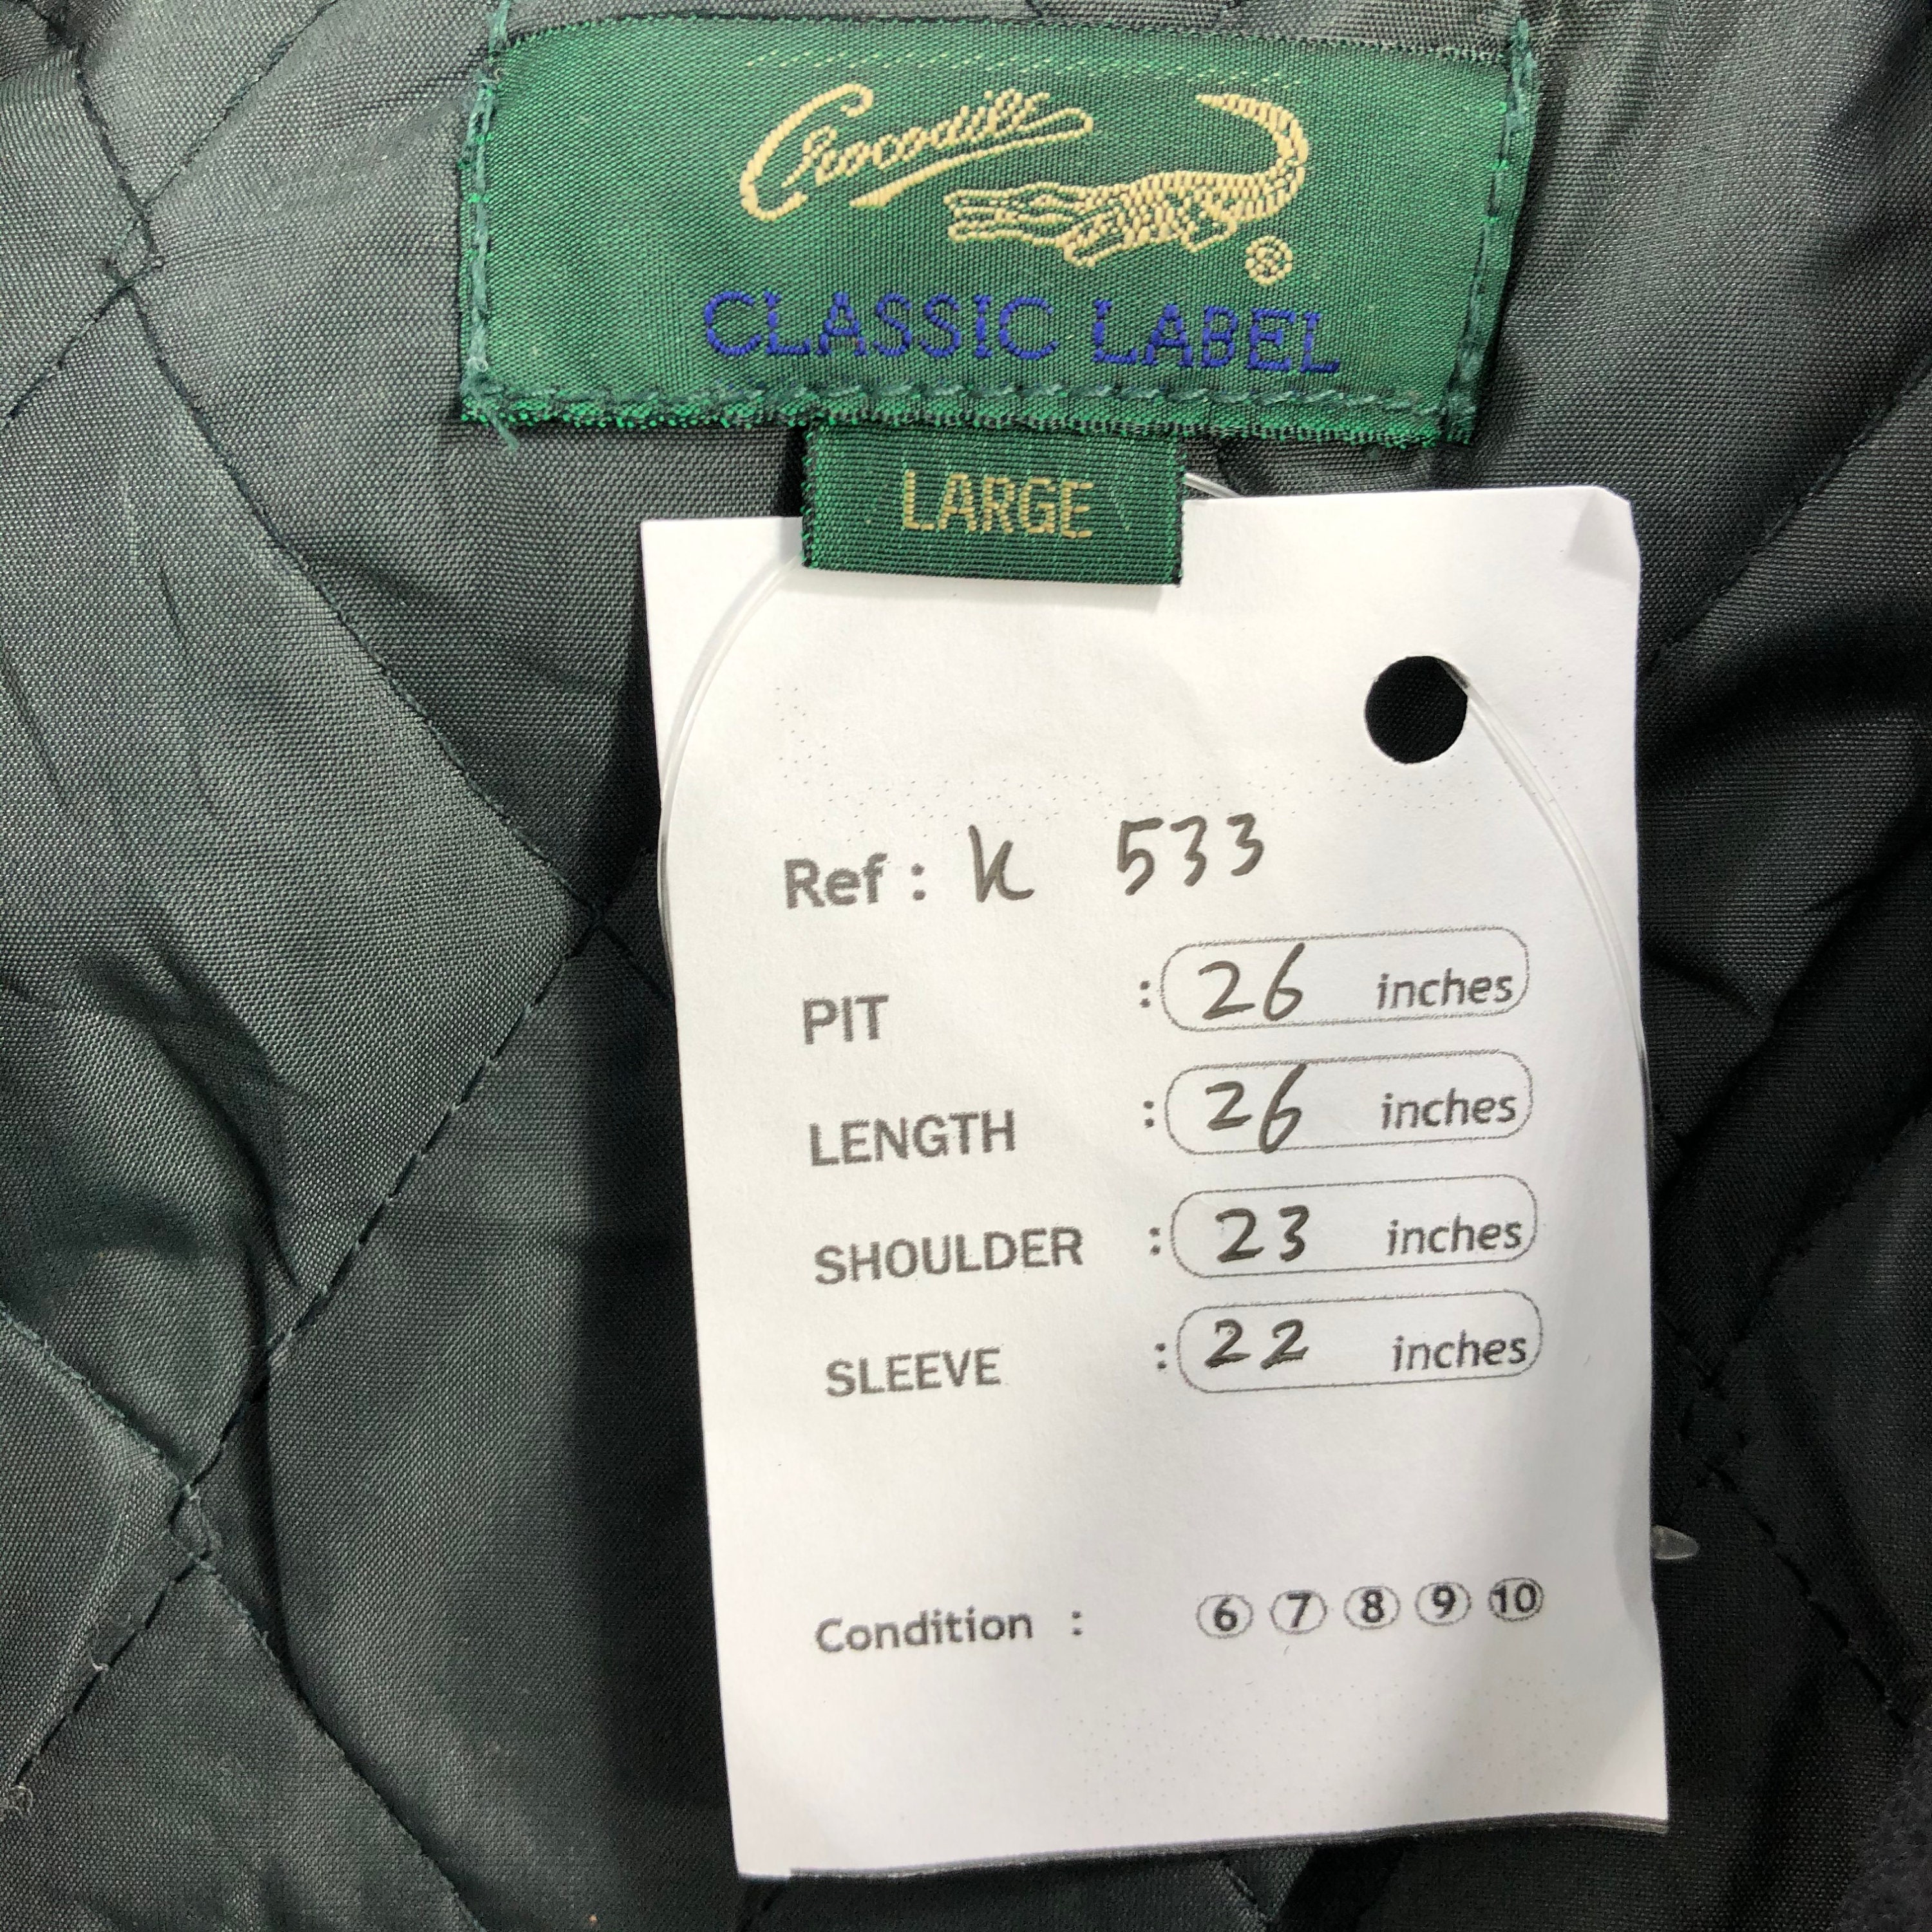 Crocodile
®
CLASSIC LABEL
LARGE
Ref : K 533
PIT : 26 inches
LENGTH : 26 inches
SHOULDER : 23 inches
SLEEVE : 22 inches
Condition : 6 7 8 9 10